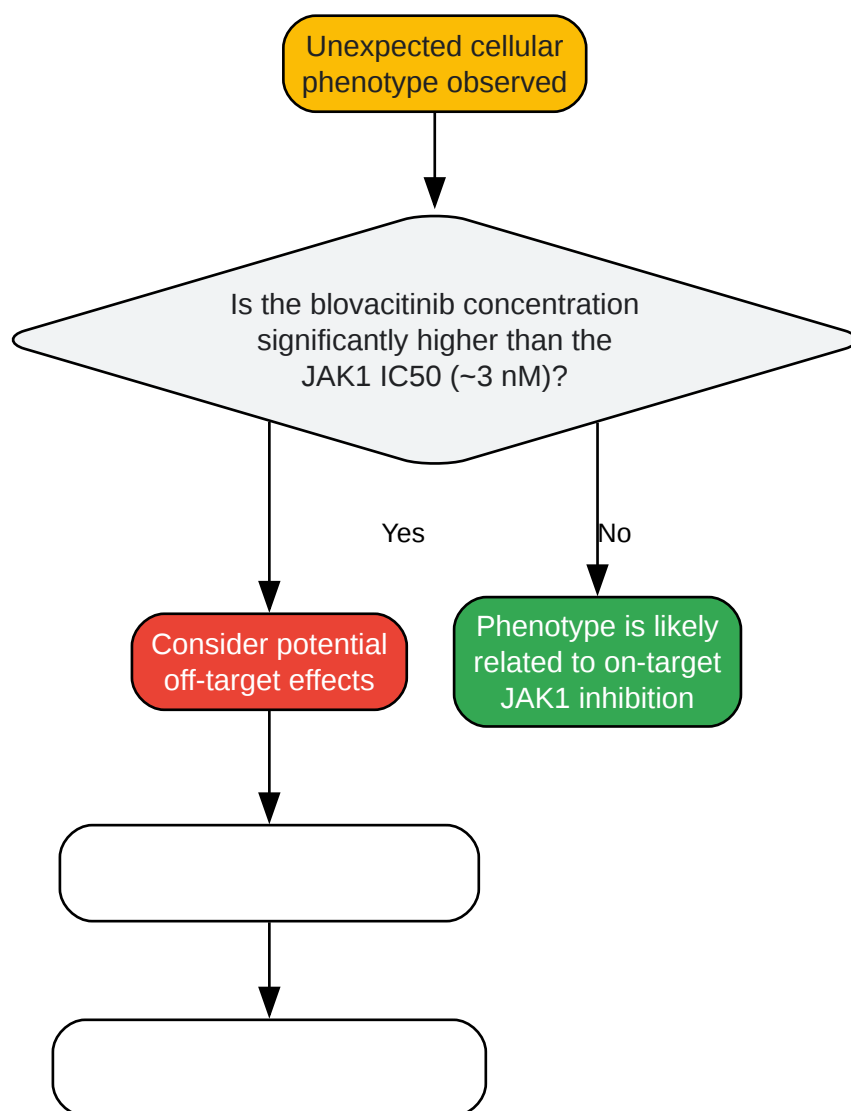 Unexpected cellular
phenotype observed
Is the blovacitinib concentration
significantly higher than the
JAK1 IC50 (~3 nM)?
Yes
No
Consider potential
off-target effects
Phenotype is likely
related to on-target
JAK1 inhibition